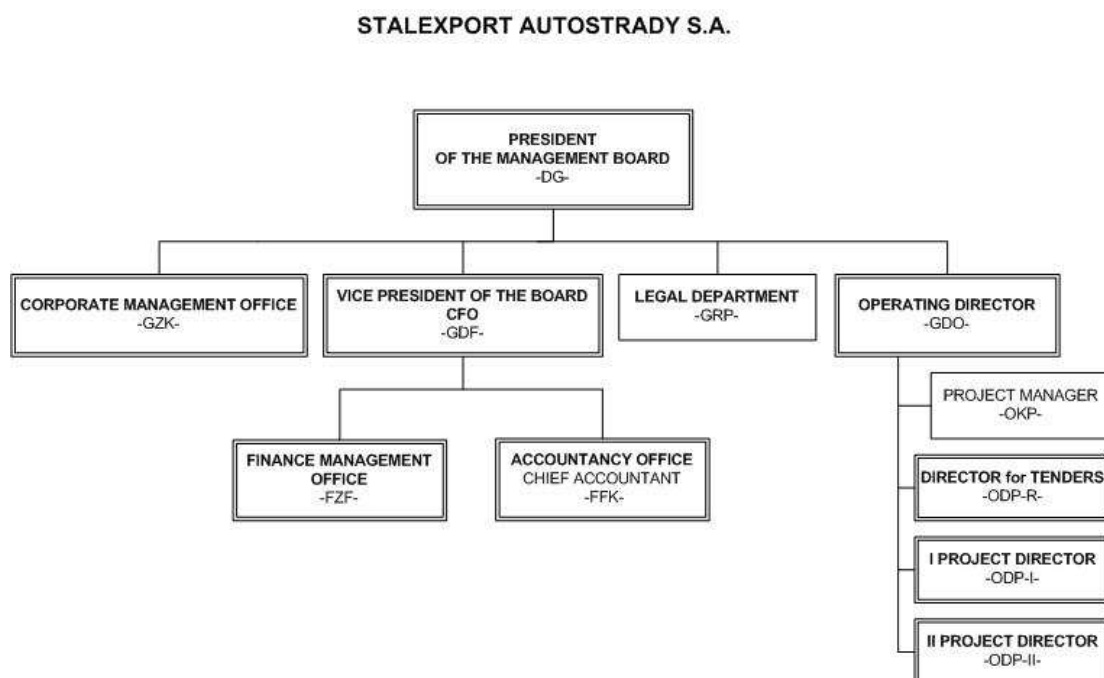 STALEXPORT AUTOSTRADY S.A.
PRESIDENT
OF THE MANAGEMENT BOARD
-DG-
CORPORATE MANAGEMENT OFFICE
-GZK-
VICE PRESIDENT OF THE BOARD
CFO
-GDF-
LEGAL DEPARTMENT
-GRP-
OPERATING DIRECTOR
-GDO-
FINANCE MANAGEMENT
OFFICE
-FZF-
ACCOUNTANCY OFFICE
CHIEF ACCOUNTANT
-FFK-
PROJECT MANAGER
-OKP-
DIRECTOR for TENDERS
-ODP-R-
I PROJECT DIRECTOR
-ODP-I-
II PROJECT DIRECTOR
-ODP-II-